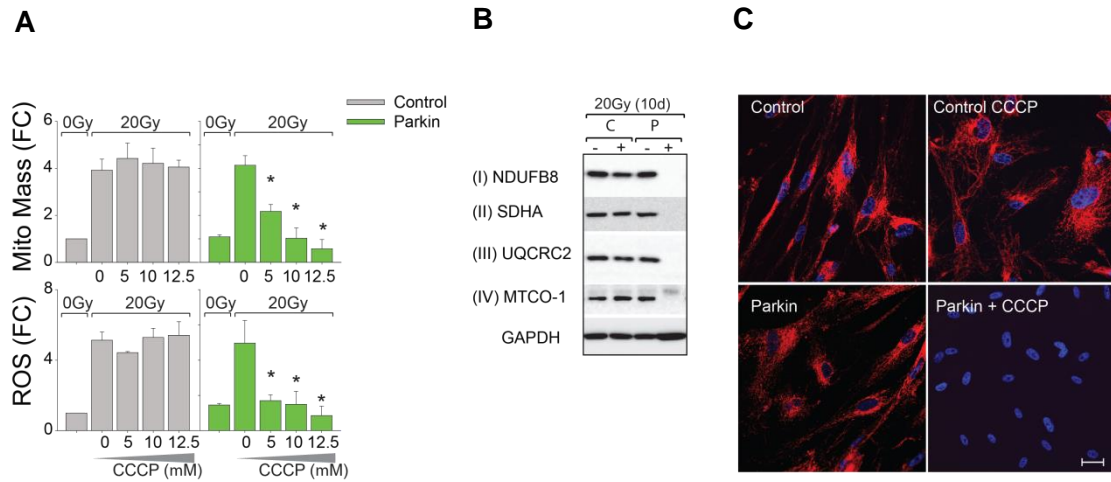 A
B
C
Control
Parkin
Mito Mass (FC)
6
4
2
0
0Gy
20Gy
0Gy
20Gy
*
*
*
0 5 10 12.5
0 5 10 12.5
ROS (FC)
8
4
0
0Gy
20Gy
0Gy
20Gy
*
*
*
0 5 10 12.5
0 5 10 12.5
CCCP (mM)
CCCP (mM)
20Gy (10d)
C P
- + - +
(I) NDUFB8
(II) SDHA
(III) UQCRC2
(IV) MTCO-1
GAPDH
Control
Control CCCP
Parkin
Parkin + CCCP